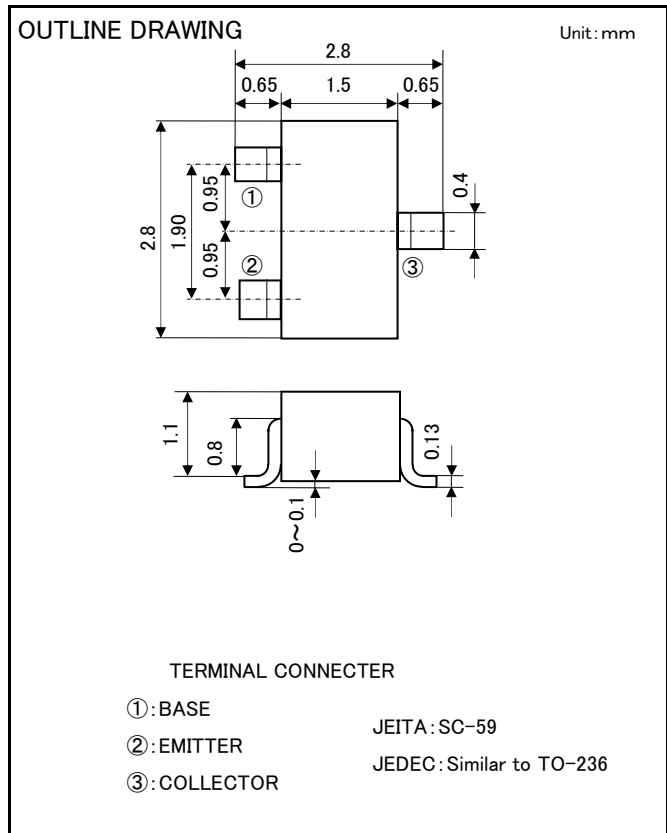 OUTLINE DRAWING
Unit:mm
2.8
0.65 1.5 0.65
①
0.95
0.4
2.8
1.90
②
0.95
③
1.1
0.8
0.13
0~0.1
TERMINAL CONNECTER
①:BASE
②:EMITTER
③:COLLECTOR
JEITA:SC-59
JEDEC:Similar to TO-236